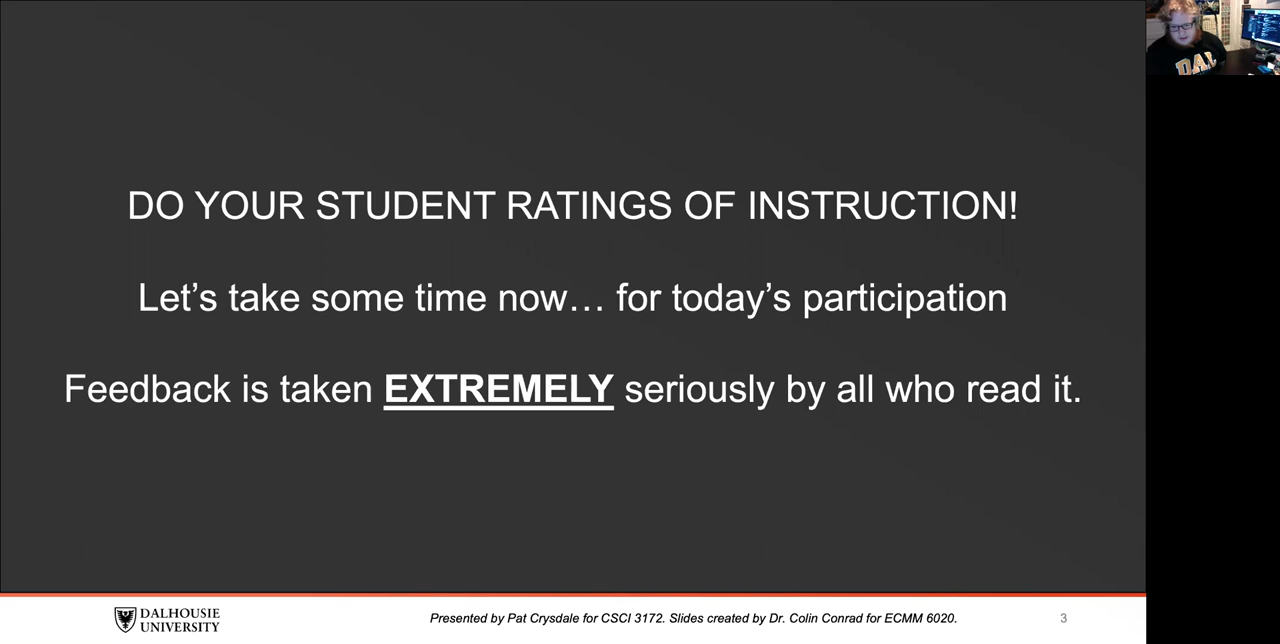 DO YOUR STUDENT RATINGS OF INSTRUCTION!
Let’s take some time now… for today’s participation
Feedback is taken EXTREMELY seriously by all who read it.
DALHOUSIE
UNIVERSITY
Presented by Pat Crysdale for CSCI 3172. Slides created by Dr. Colin Conrad for ECMM 6020.
3
DAL